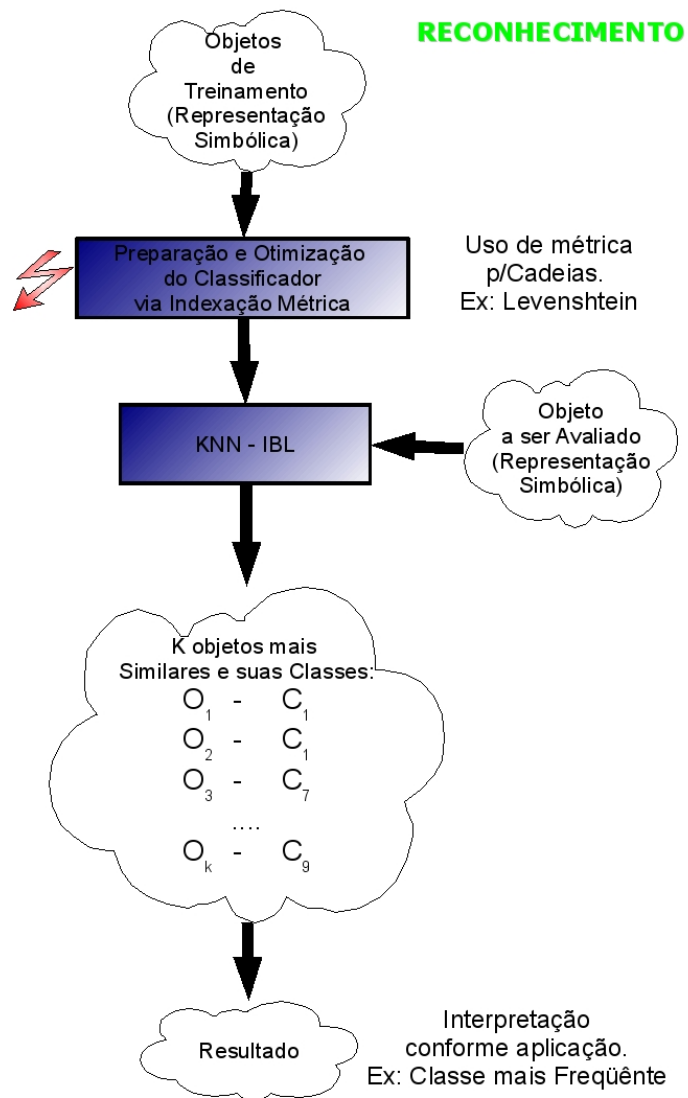 RECONHECIMENTO
Objetos
de
Treinamento
(Representação
Simbólica)
Preparação e Otimização
do Classificador
via Indexação Métrica
Uso de métrica
p/Cadeias.
Ex: Levenshtein
KNN - IBL
Objeto
a ser Avaliado
(Representação
Simbólica)
K objetos mais
Similares e suas Classes:
O1 - C1
O2 - C1
O3 - C7
....
Ok - C9
Resultado
Interpretação
conforme aplicação.
Ex: Classe mais Freqüênte